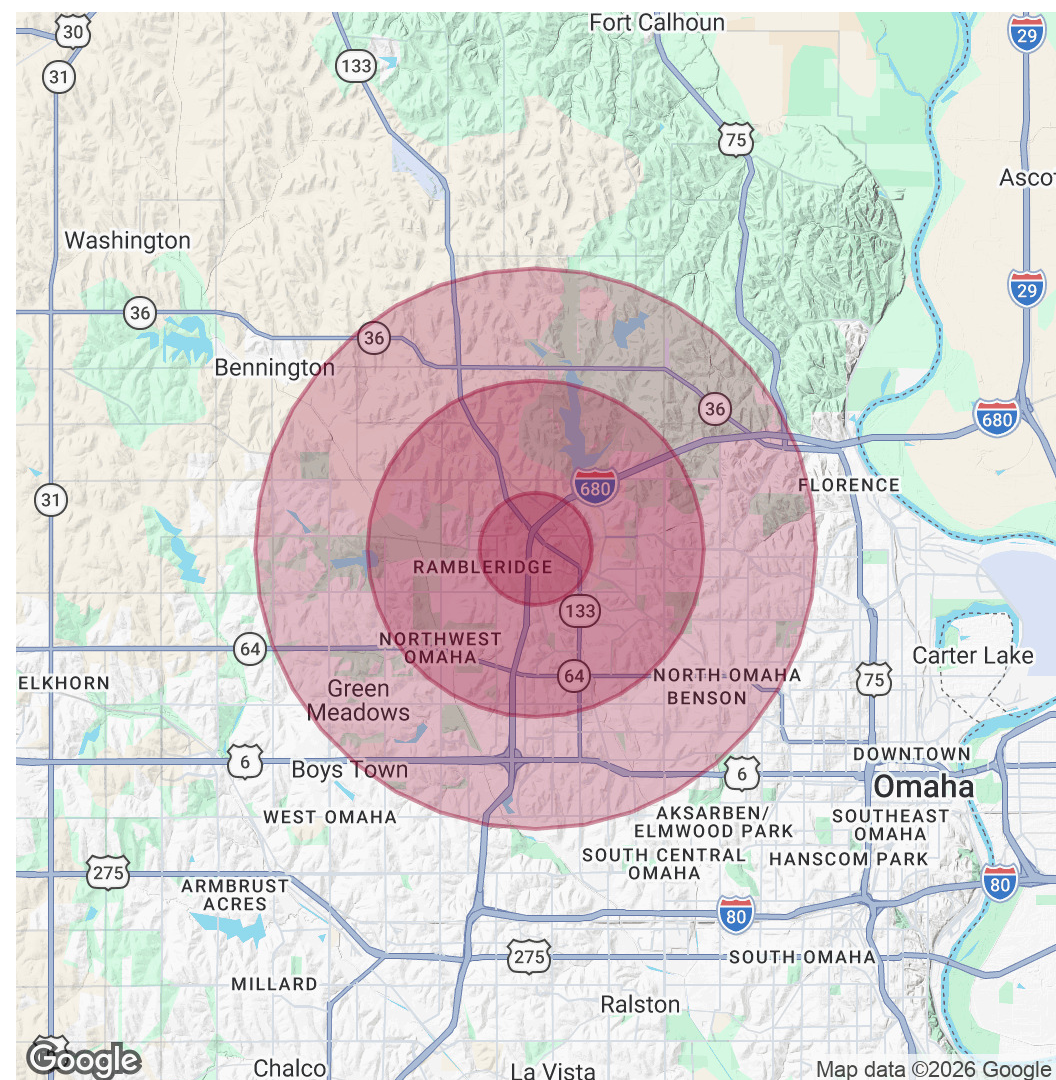 Fort Calhoun
30
29
133
31
75
Ascot
Washington
29
36
36
Bennington
36
680
31
680
FLORENCE
RAMBLERIDGE
133
NORTHWEST
OMAHA
64
64
Carter Lake
NORTH OMAHA
ELKHORN
75
Green
Meadows
BENSON
DOWNTOWN
6
Boys Town
6
Omaha
WEST OMAHA
AKSARBEN/
ELMWOOD PARK
SOUTHEAST
OMAHA
SOUTH CENTRAL
OMAHA
HANSCOM PARK
275
80
ARMBRUST
ACRES
80
275
SOUTH OMAHA
MILLARD
Ralston
Google
Chalco
La Vista
Map data ©2026 Google